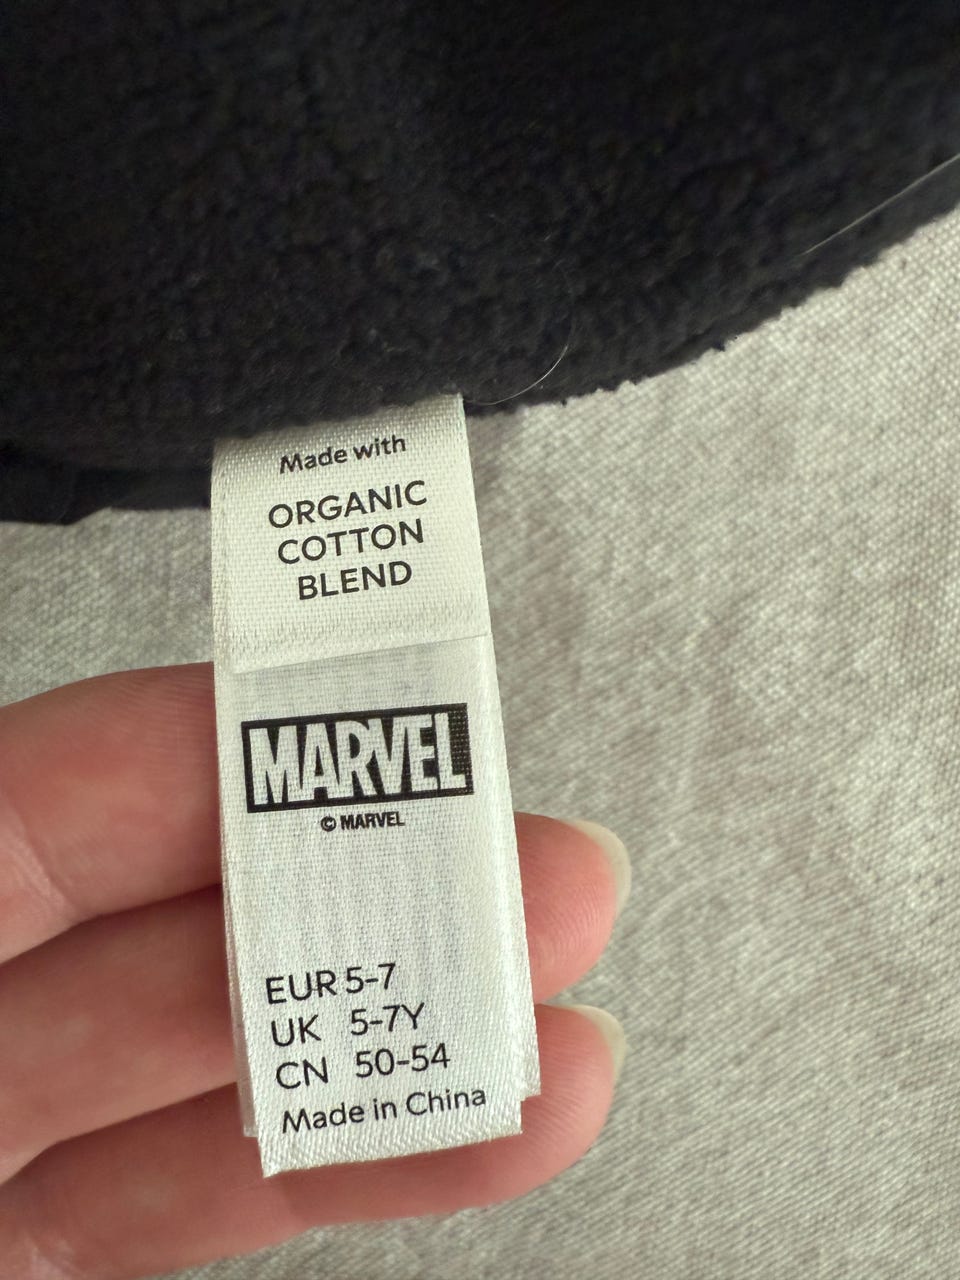 Made with
ORGANIC
COTTON
BLEND
MARVEL
© MARVEL
EUR 5-7
UK 5-7Y
CN 50-54
Made in China